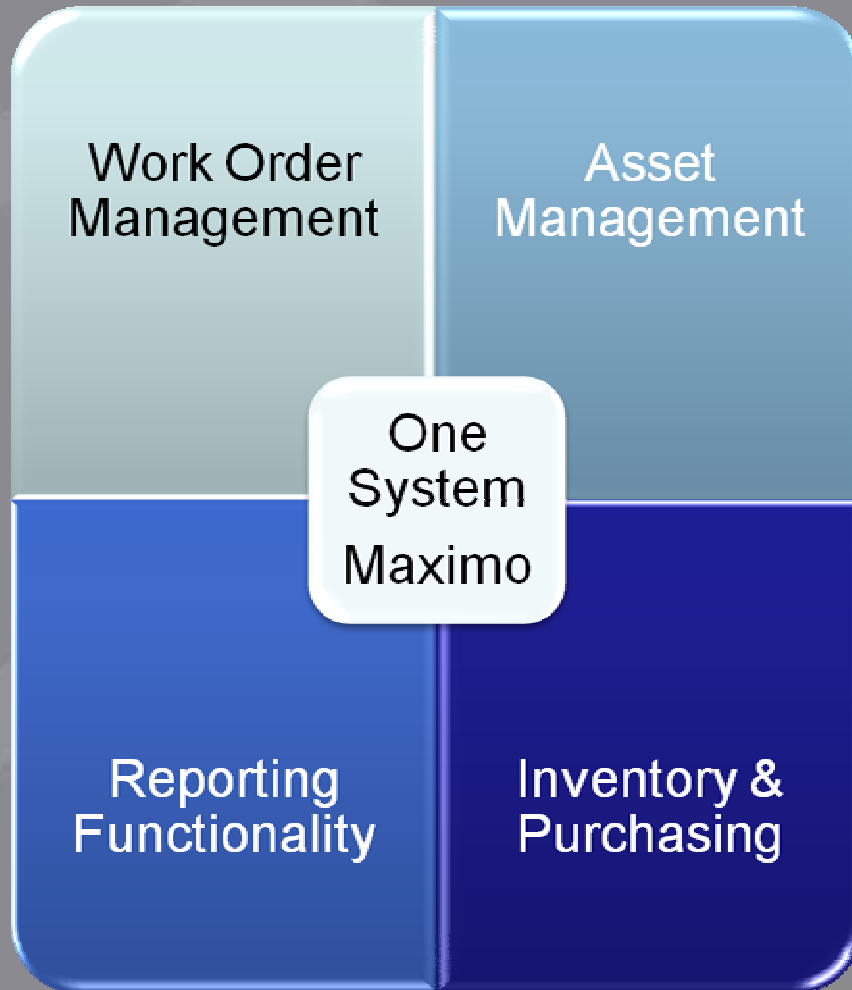 Work Order
Management
Asset
Management
One
System
Maximo
Reporting
Functionality
Inventory &
Purchasing